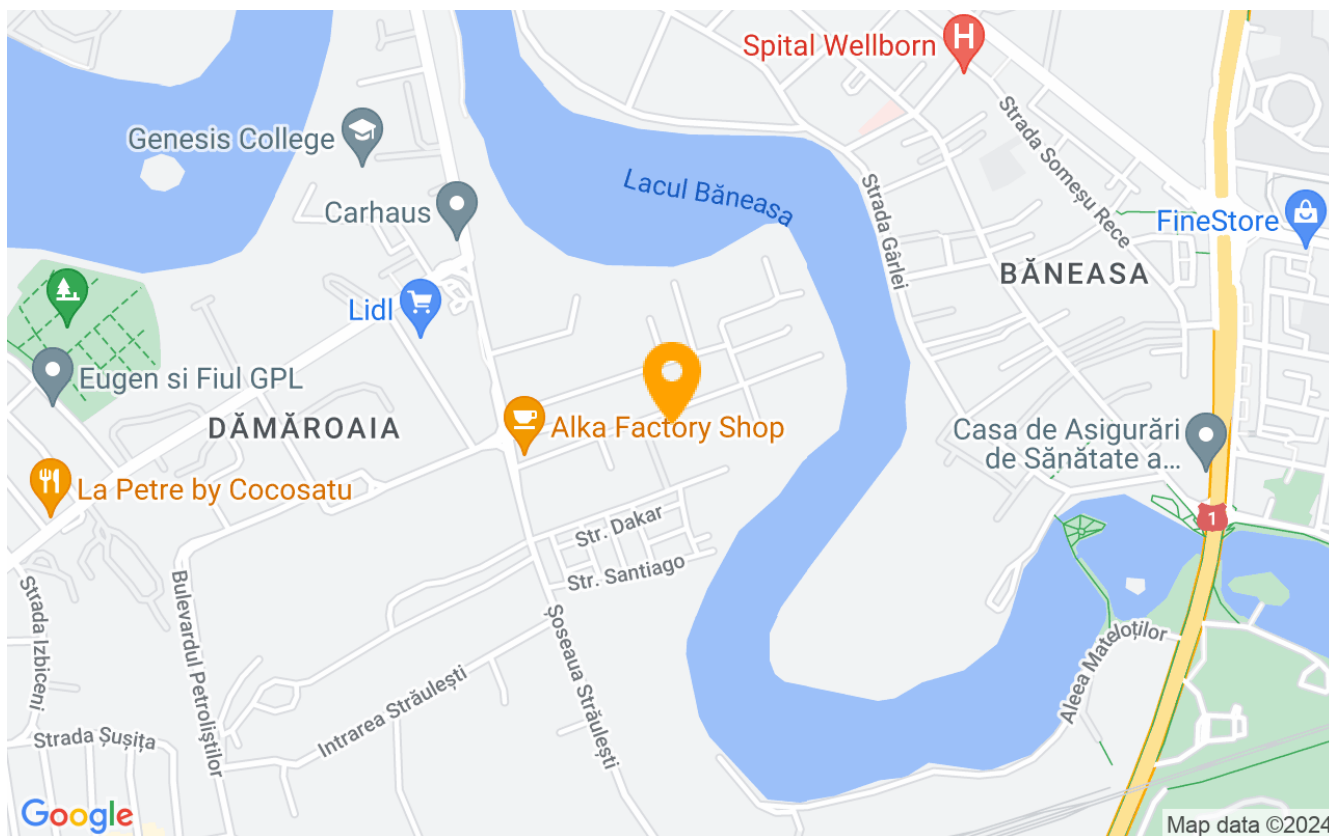 Spital Wellborn
H
Strada Someșu Rece
Genesis College
Lacul Băneasa
Strada Gârlei
Carhaus
FineStore
BĂNEASA
Lidl
Eugen si Fiul GPL
DĂMĂROAIA
Alka Factory Shop
Casa de Asigurări
de Sănătate a...
La Petre by Cocosatu
1
Str. Dakar
Str. Santiago
Strada Izbiceni
Bulevardul Petroliștilor
Șoseaua Străulești
Intrarea Străulești
Aleea Mateloților
Strada Șușița
Google
Map data ©2024